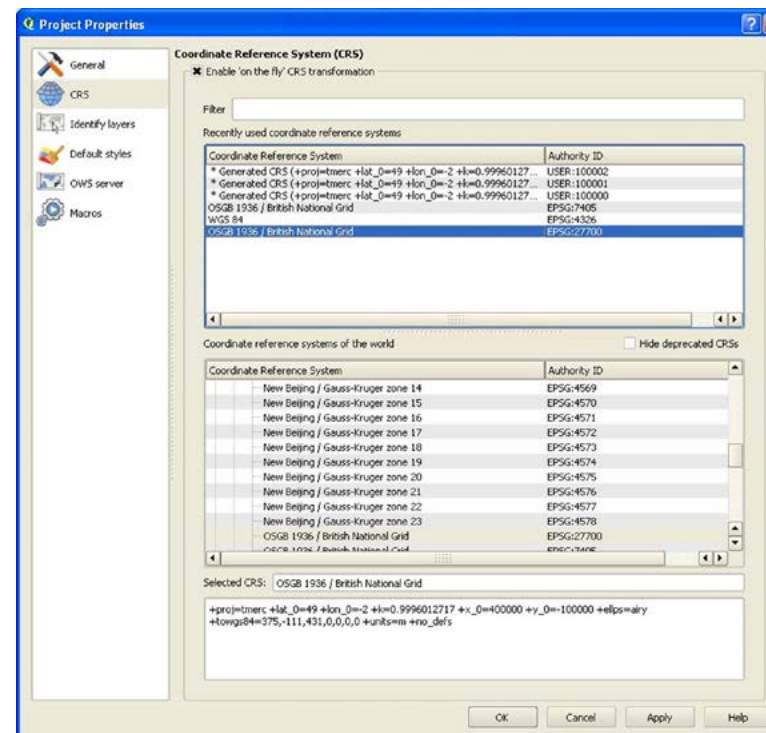 Project Properties
General
CRS
Identify layers
Default styles
OWS server
Macros
Coordinate Reference System (CRS)
Enable 'on the fly' CRS transformation
Filter
Recently used coordinate reference systems
Coordinate Reference System Authority ID
* Generated CRS (+proj=tmerc +lat_0=49 +lon_0=-2 +k=0.99960127... USER:100002
* Generated CRS (+proj=tmerc +lat_0=49 +lon_0=-2 +k=0.99960127... USER:100001
* Generated CRS (+proj=tmerc +lat_0=49 +lon_0=-2 +k=0.99960127... USER:100000
OSGB 1936 / British National Grid EPSG:7405
WGS 84 EPSG:4326
OSGB 1936 / British National Grid EPSG:27700
Coordinate reference systems of the world Hide deprecated CRSs
Coordinate Reference System Authority ID
New Beijing / Gauss-Kruger zone 14 EPSG:4569
New Beijing / Gauss-Kruger zone 15 EPSG:4570
New Beijing / Gauss-Kruger zone 16 EPSG:4571
New Beijing / Gauss-Kruger zone 17 EPSG:4572
New Beijing / Gauss-Kruger zone 18 EPSG:4573
New Beijing / Gauss-Kruger zone 19 EPSG:4574
New Beijing / Gauss-Kruger zone 20 EPSG:4575
New Beijing / Gauss-Kruger zone 21 EPSG:4576
New Beijing / Gauss-Kruger zone 22 EPSG:4577
New Beijing / Gauss-Kruger zone 23 EPSG:4578
OSGB 1936 / British National Grid EPSG:27700
OSGB 1936 / British National Grid EPSG:7405
Selected CRS: OSGB 1936 / British National Grid
+proj=tmerc +lat_0=49 +lon_0=-2 +k=0.9996012717 +x_0=400000 +y_0=-100000 +ellps=airy
+towgs84=375,-111,431,0,0,0,0 +units=m +no_defs
OK Cancel Apply Help